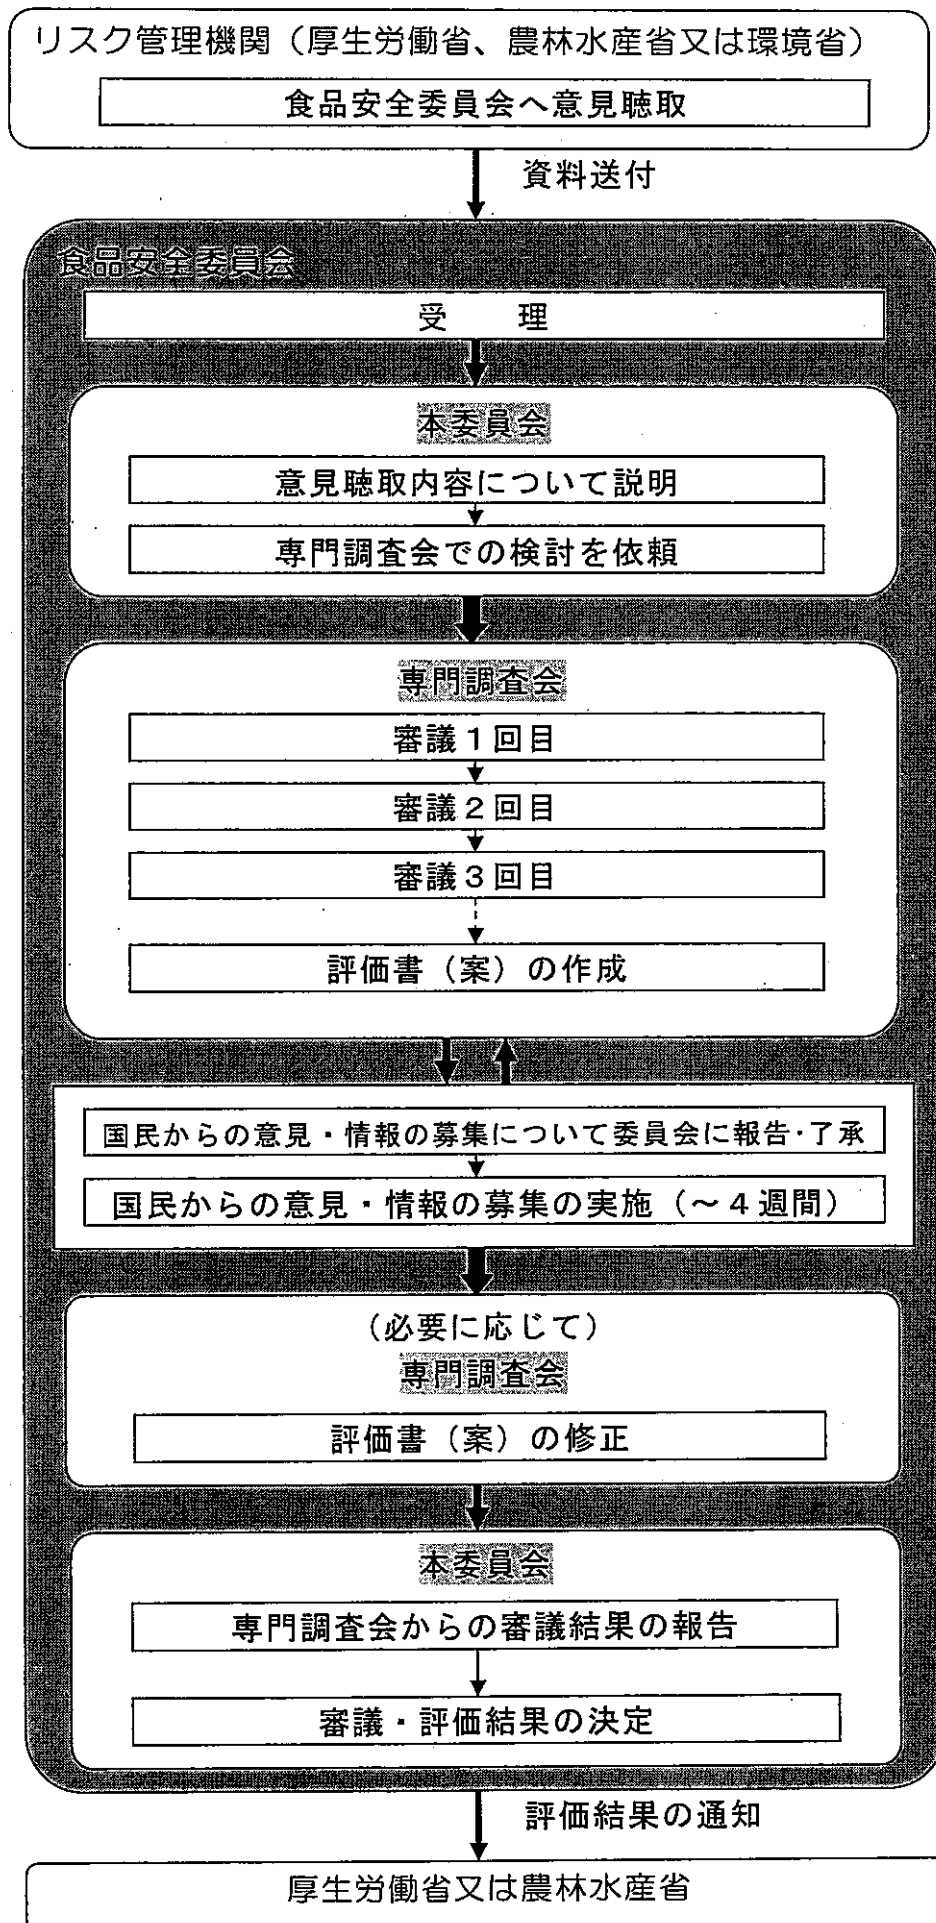 リスク管理機関（厚生労働省、農林水産省又は環境省）
食品安全委員会へ意見聴取
資料送付
食品安全委員会
受　　理
本委員会
意見聴取内容について説明
専門調査会での検討を依頼
専門調査会
審議１回目
審議２回目
審議３回目
評価書（案）の作成
国民からの意見・情報の募集について委員会に報告・了承
国民からの意見・情報の募集の実施（～４週間）
（必要に応じて）
専門調査会
評価書（案）の修正
本委員会
専門調査会からの審議結果の報告
審議・評価結果の決定
評価結果の通知
厚生労働省又は農林水産省